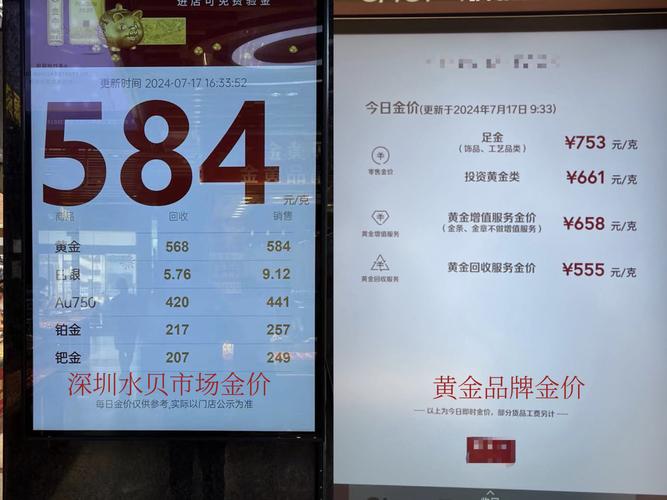 进店可免费验金
更新时间 2024-07-17 16:33:52
584
元/克
商品 回收 销售
黄金 568 584
白银 5.76 9.12
Au750 420 441
铂金 217 257
钯金 207 249
深圳水贝市场金价
每日金价仅供参考,实际以门店公示为准
今日金价(更新于2024年7月17日 9:33)
足金
(饰品、工艺品类)
¥753 元/克
零售金价
投资黄金类 ¥661 元/克
黄金增值服务金价
(金条、金章不做增值服务)
¥658 元/克
黄金增值服务
黄金回收服务金价 ¥555 元/克
黄金回收服务
黄金品牌金价
以上为今日即时金价，部分货品工费另计